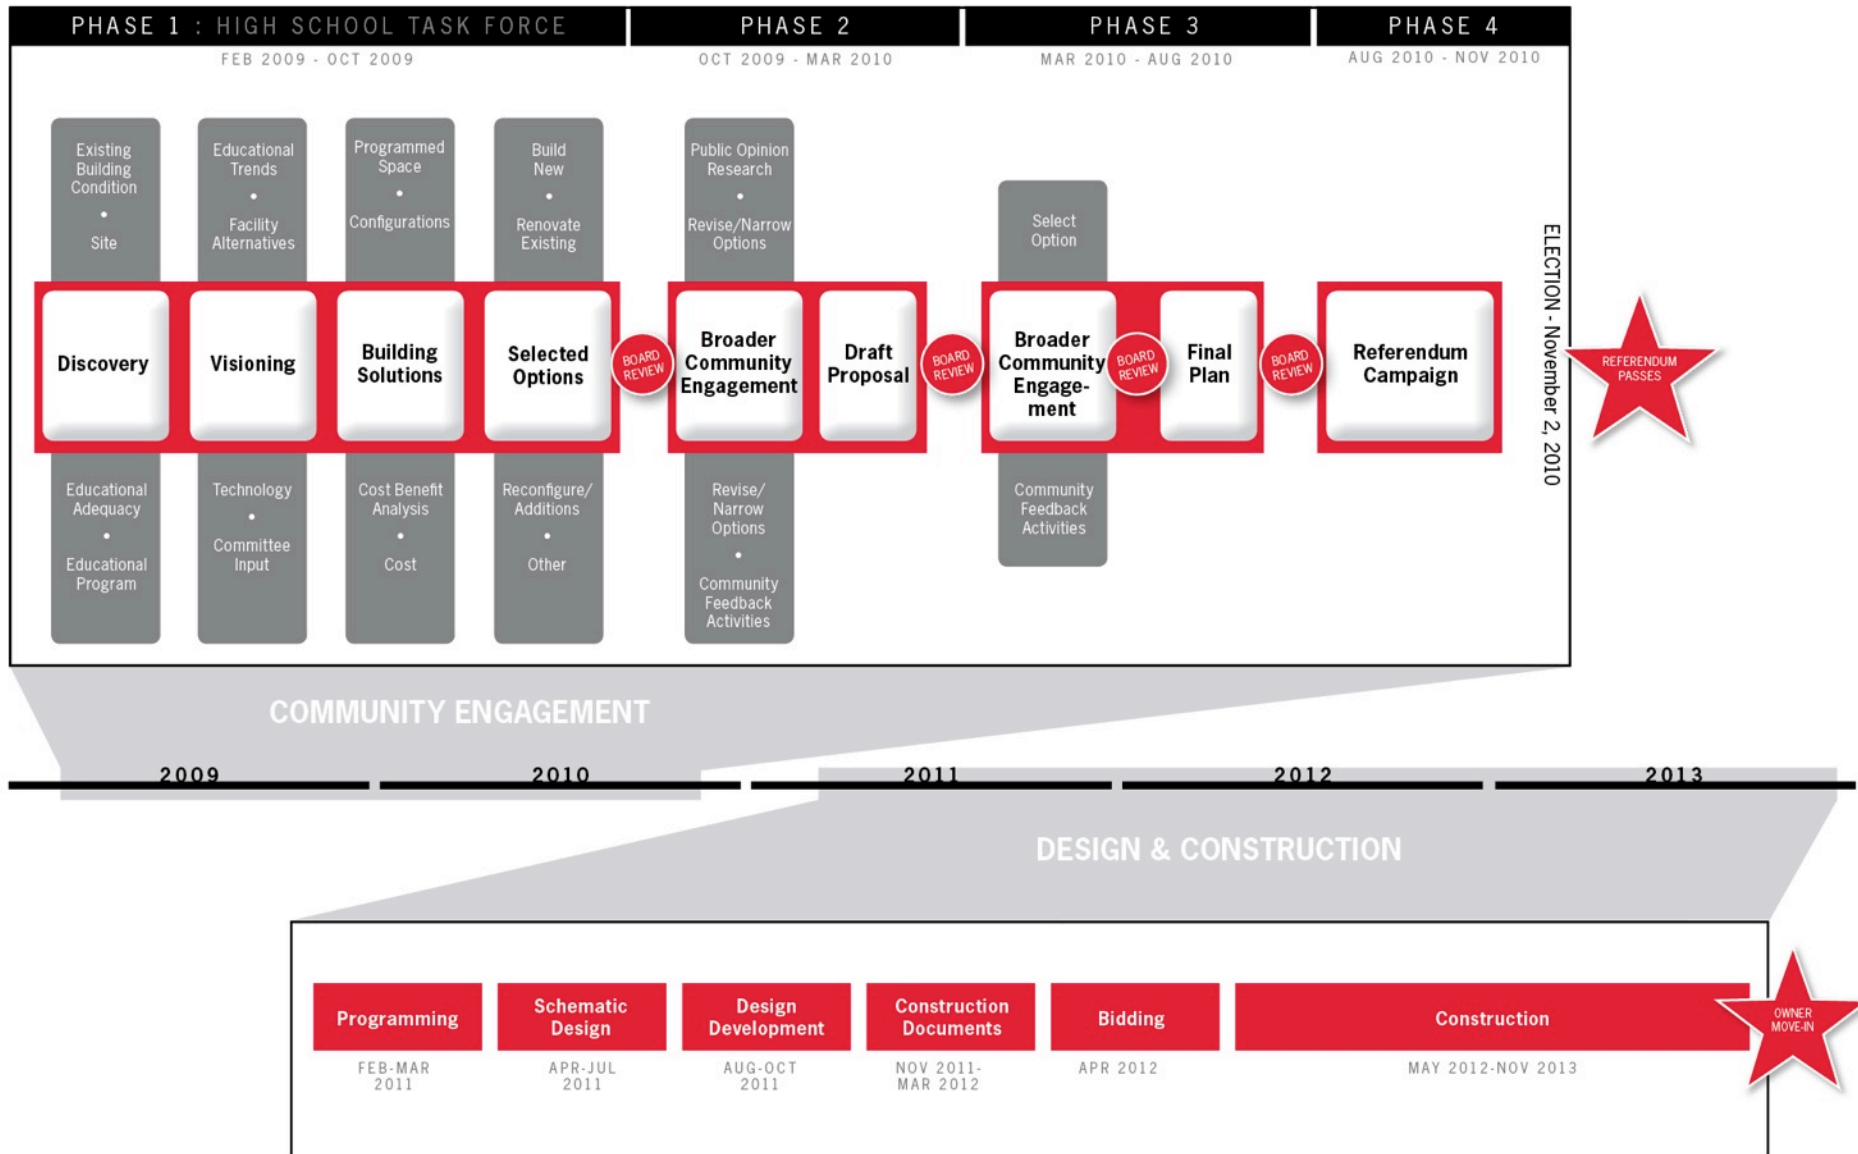 PHASE 1 : HIGH SCHOOL TASK FORCE
PHASE 2
PHASE 3
PHASE 4
FEB 2009 - OCT 2009
OCT 2009 - MAR 2010
MAR 2010 - AUG 2010
AUG 2010 - NOV 2010
Existing
Building
Condition
•
Site
Educational
Trends
•
Facility
Alternatives
Programmed
Space
•
Configurations
Build
New
•
Renovate
Existing
Public Opinion
Research
•
Revise/Narrow
Options
Select
Option
Discovery
Visioning
Building
Solutions
Selected
Options
BOARD
REVIEW
Broader
Community
Engagement
Draft
Proposal
BOARD
REVIEW
Broader
Community
Engage-
ment
BOARD
REVIEW
Final
Plan
BOARD
REVIEW
Referendum
Campaign
ELECTION - November 2, 2010
REFERENDUM
PASSES
Educational
Adequacy
•
Educational
Program
Technology
•
Committee
Input
Cost Benefit
Analysis
•
Cost
Reconfigure/
Additions
•
Other
Revise/
Narrow
Options
•
Community
Feedback
Activities
Community
Feedback
Activities
COMMUNITY ENGAGEMENT
2009
2010
2011
2012
2013
DESIGN & CONSTRUCTION
Programming
Schematic
Design
Design
Development
Construction
Documents
Bidding
Construction
OWNER
MOVE-IN
FEB-MAR
2011
APR-JUL
2011
AUG-OCT
2011
NOV 2011-
MAR 2012
APR 2012
MAY 2012-NOV 2013